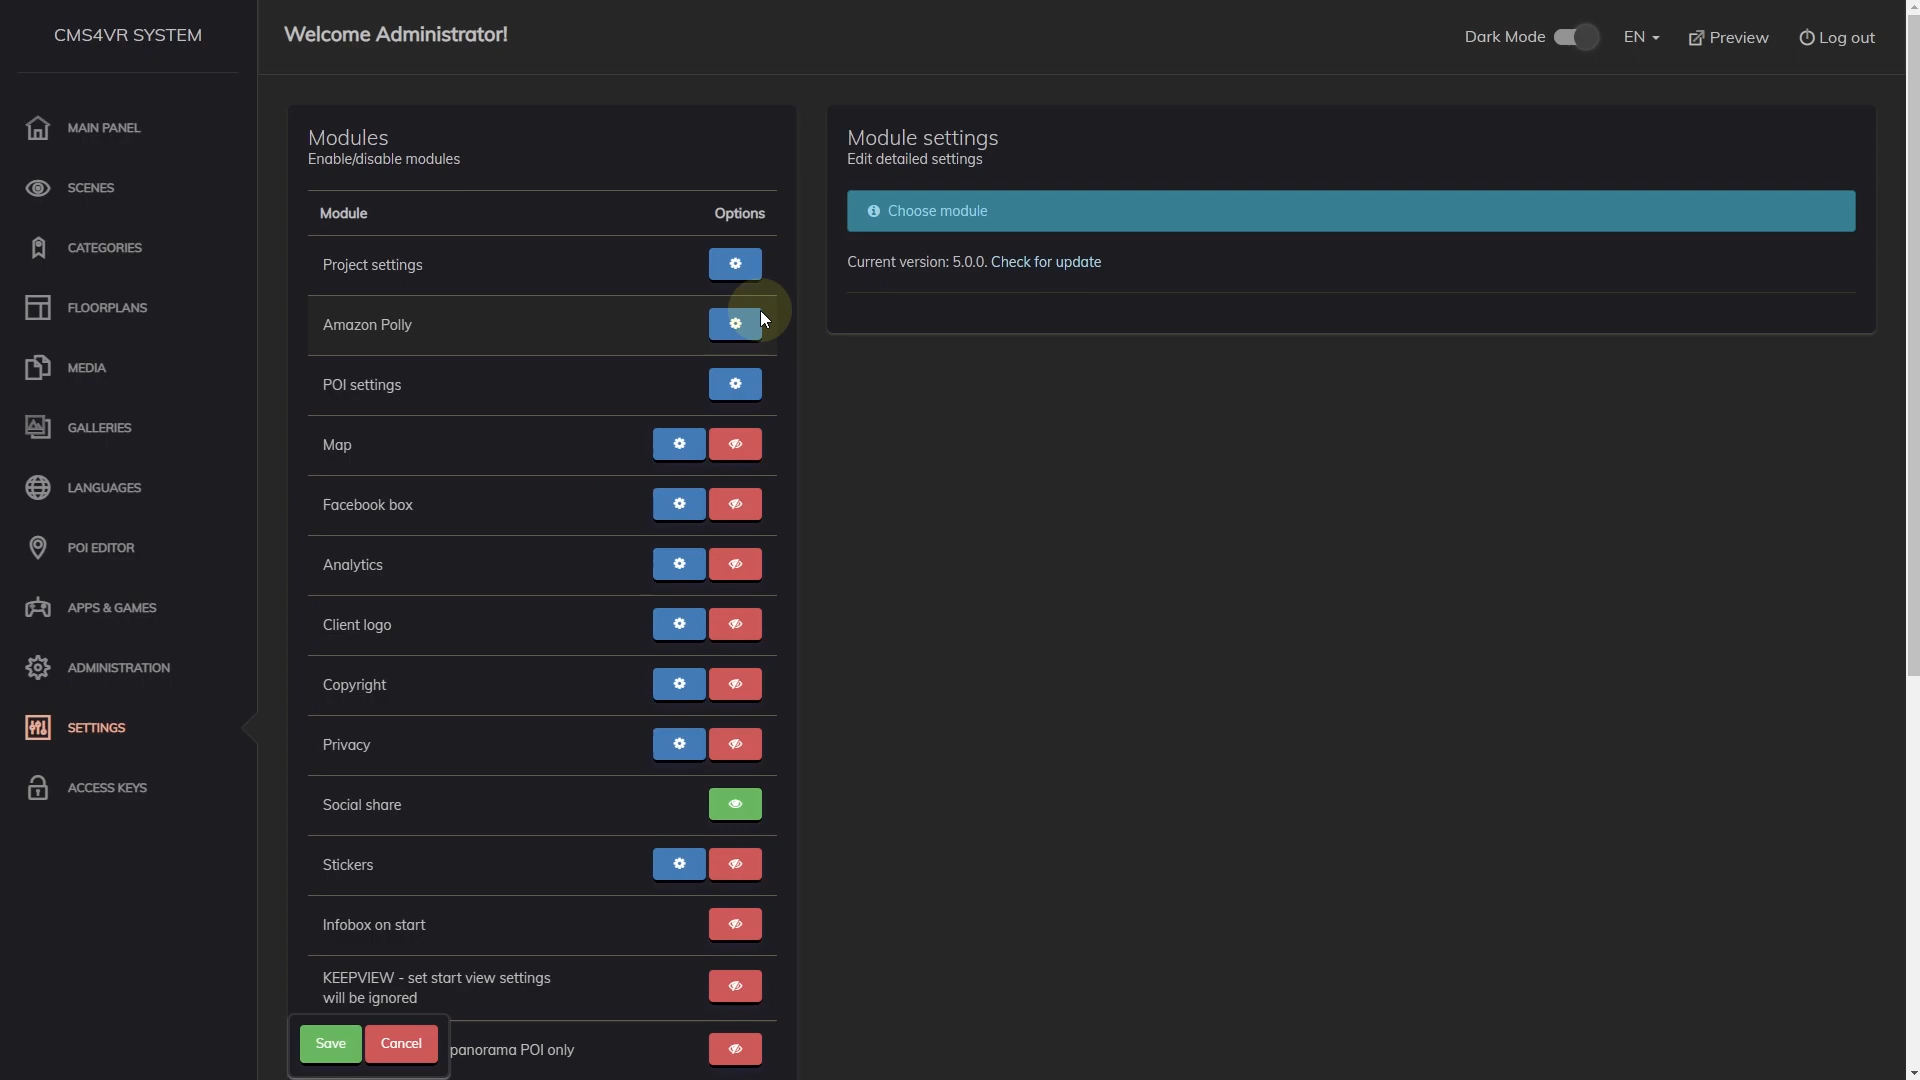 CMS4VR SYSTEM
Welcome Administrator!
Dark Mode
EN
Preview
Log out
MAIN PANEL
SCENES
CATEGORIES
FLOORPLANS
MEDIA
GALLERIES
LANGUAGES
POI EDITOR
APPS & GAMES
ADMINISTRATION
SETTINGS
ACCESS KEYS
Modules
Enable/disable modules
Module Options
Project settings
Amazon Polly
POI settings
Map
Facebook box
Analytics
Client logo
Copyright
Privacy
Social share
Stickers
Infobox on start
KEEPVIEW - set start view settings
will be ignored
panorama POI only
Save
Cancel
Module settings
Edit detailed settings
Choose module
Current version: 5.0.0. Check for update